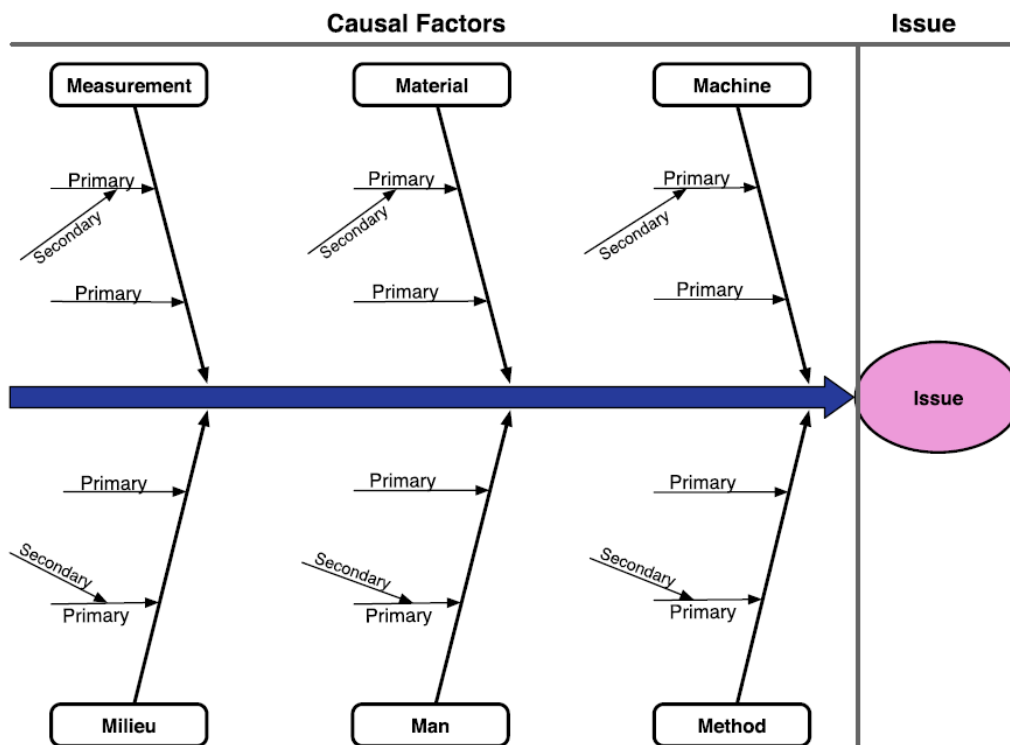 Causal Factors
Issue
Measurement
Material
Machine
Primary
Secondary
Primary
Primary
Secondary
Primary
Primary
Secondary
Primary
Issue
Primary
Secondary
Primary
Primary
Secondary
Primary
Primary
Secondary
Primary
Milieu
Man
Method